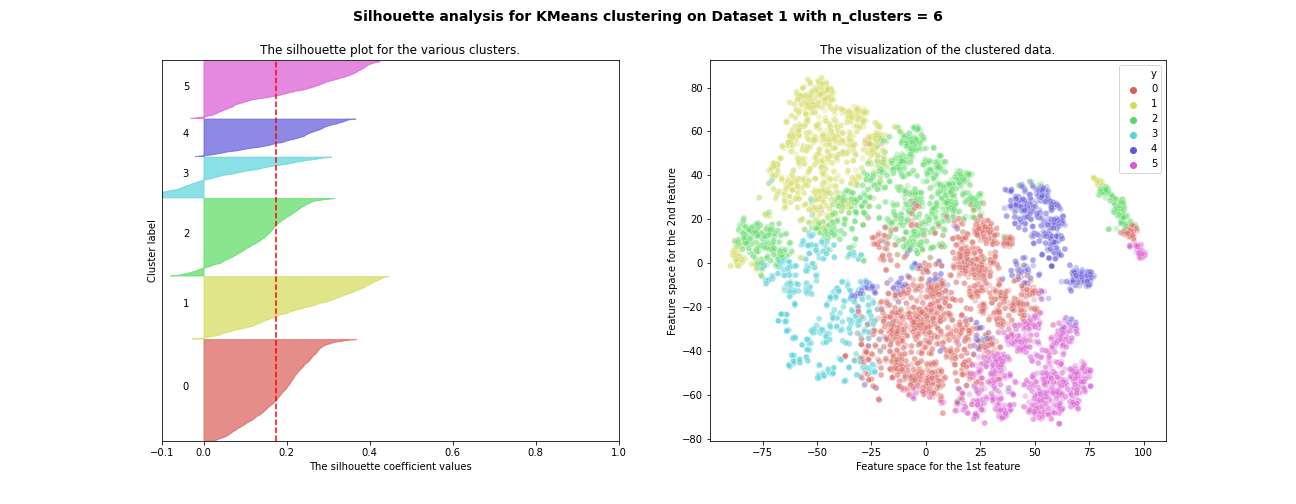 Silhouette analysis for KMeans clustering on Dataset 1 with n_clusters = 6
The silhouette plot for the various clusters.
Cluster label
5
4
3
2
1
0
−0.1 0.0 0.2 0.4 0.6 0.8 1.0
The silhouette coefficient values
The visualization of the clustered data.
Feature space for the 2nd feature
80
60
40
20
0
−20
−40
−60
−80
−75 −50 −25 0 25 50 75 100
Feature space for the 1st feature
y
0
1
2
3
4
5